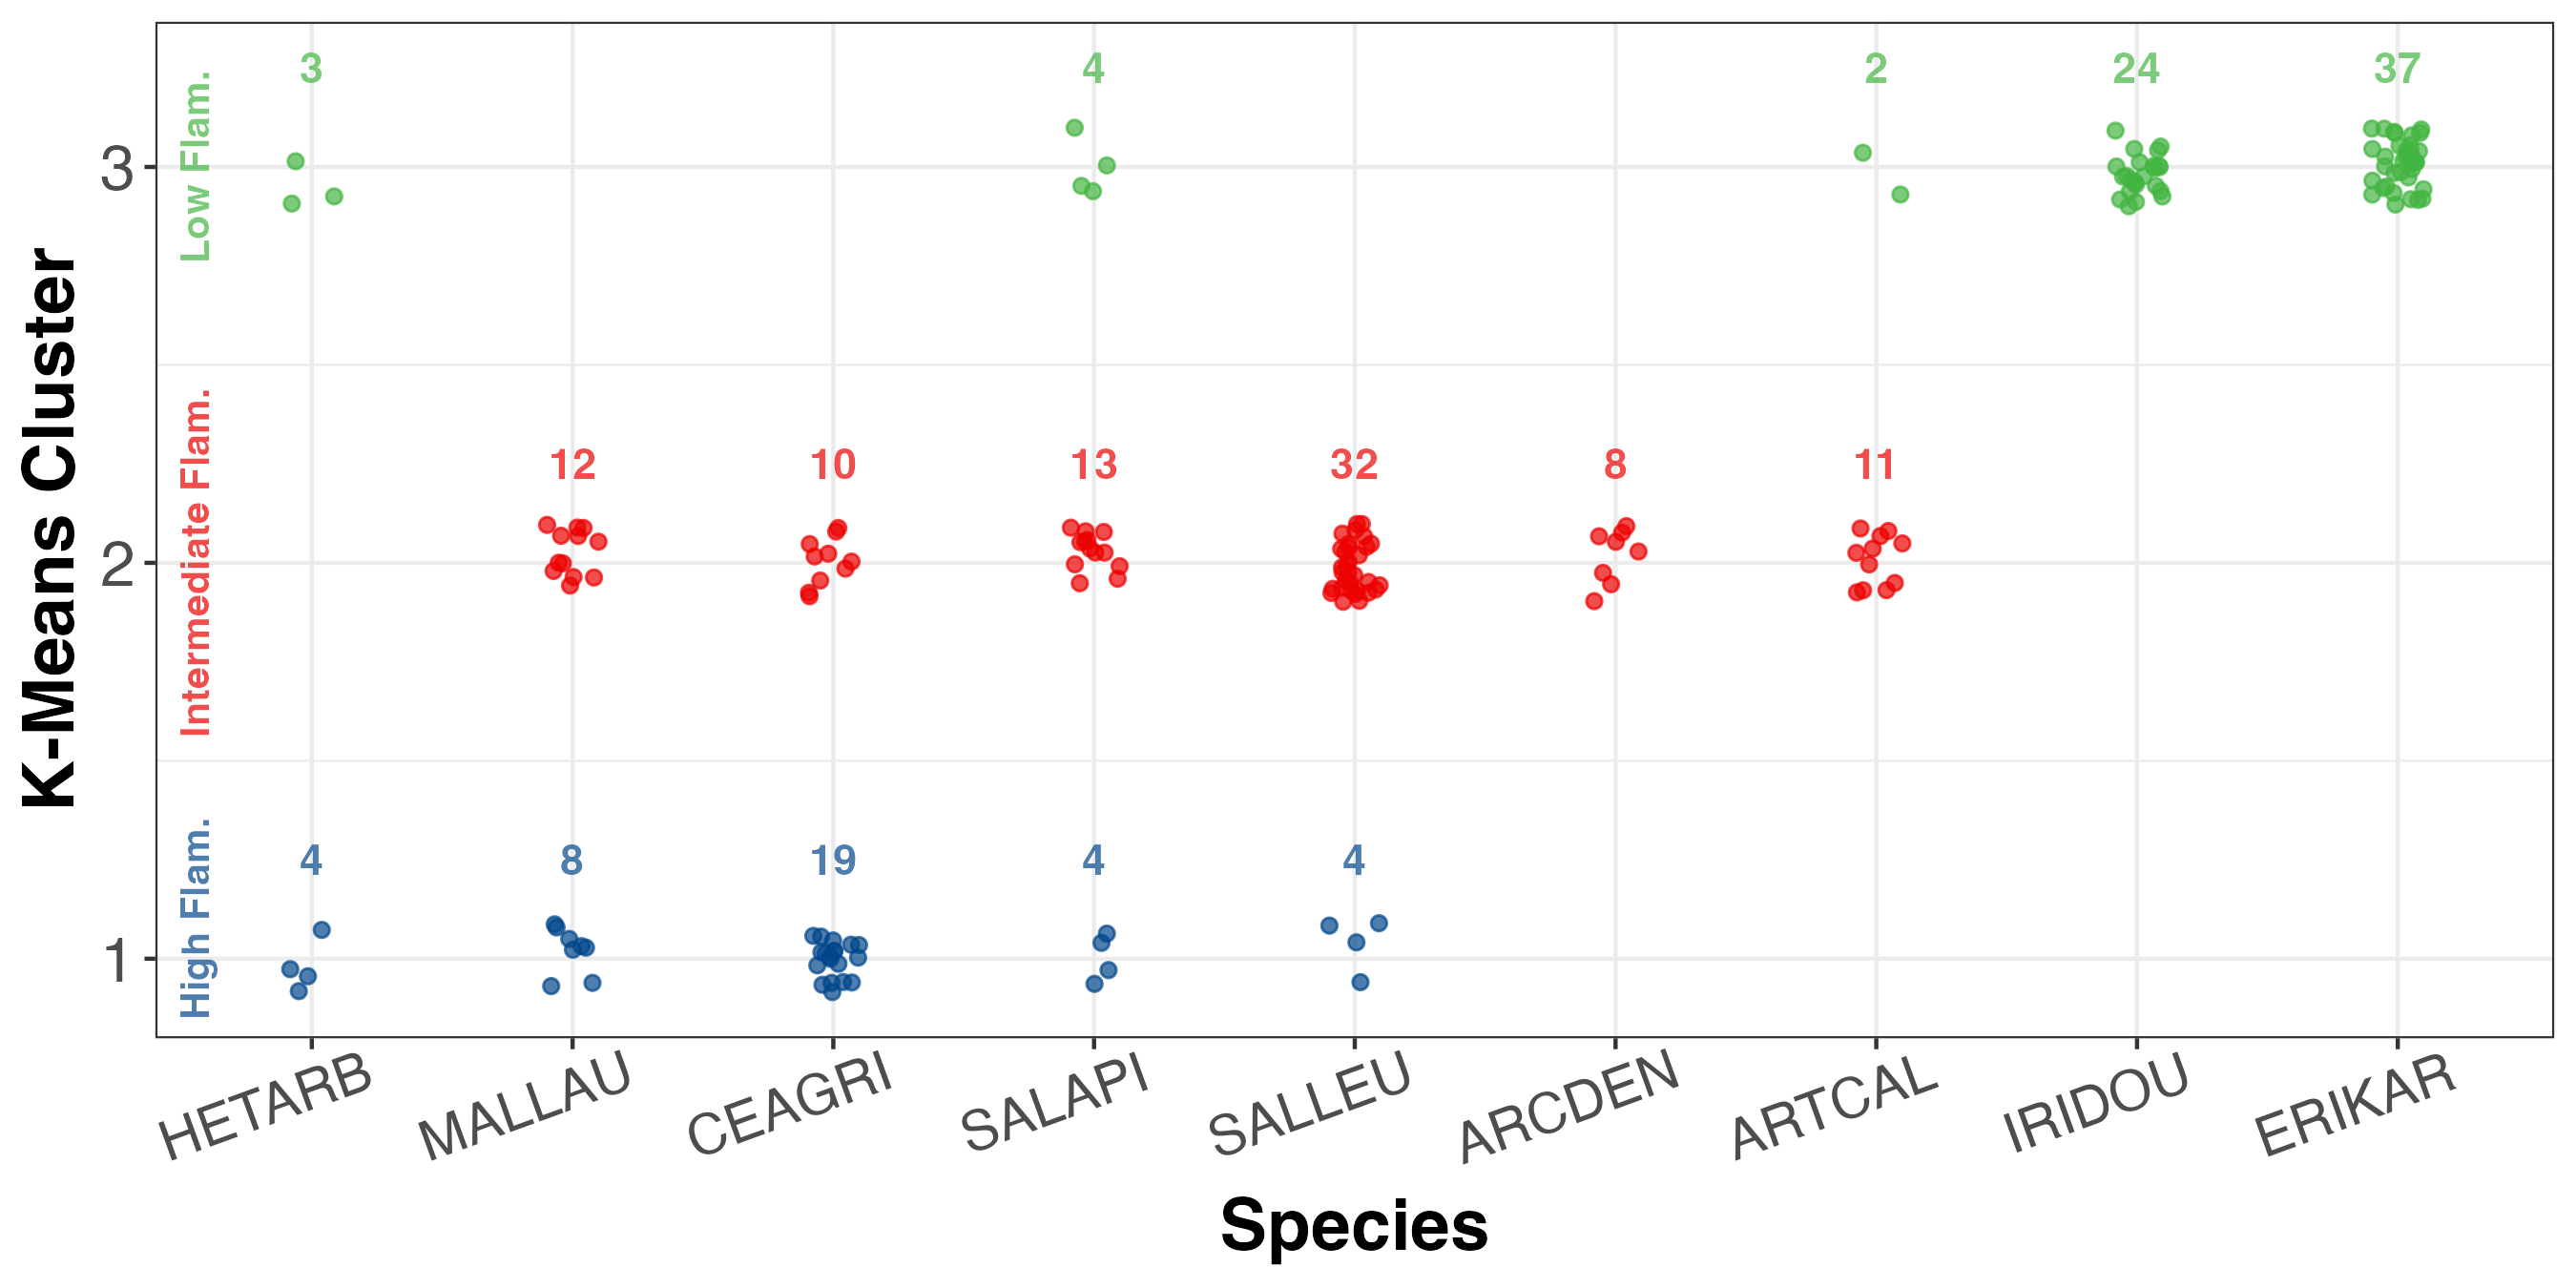 3 4 2 24 37
Low Flam.
3
12 10 13 32 8 11
Intermediate Flam.
2
4 8 19 4 4
High Flam.
1
K-Means Cluster
HETARB MALLAU CEAGRI SALAPI SALLEU ARCDEN ARTCAL IRIDOU ERIKAR
Species